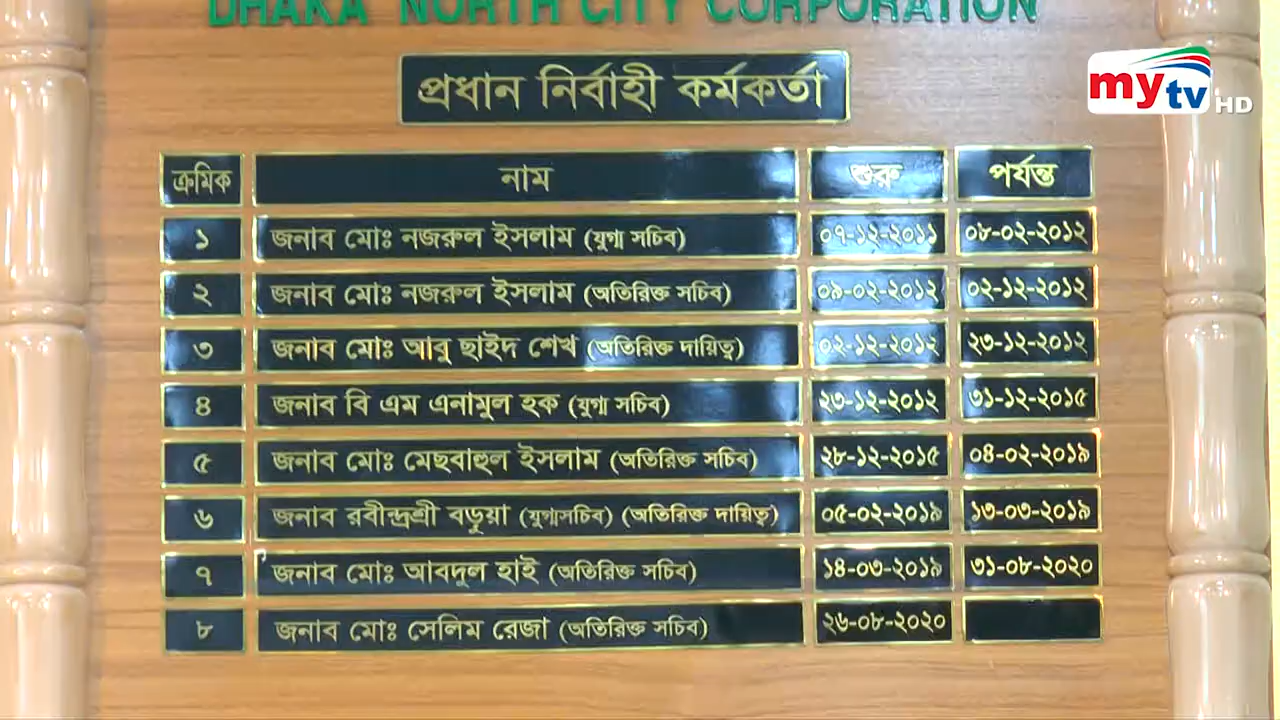 DHAKA NORTH CITY CORPORATION
প্রধান নির্বাহী কর্মকর্তা
mytv HD
ক্রমিক নাম শুরু পর্যন্ত
১ জনাব মোঃ নজরুল ইসলাম (যুগ্ম সচিব) ০৭-১২-২০১১ ০৮-০২-২০১২
২ জনাব মোঃ নজরুল ইসলাম (অতিরিক্ত সচিব) ০৯-০২-২০১২ ০২-১২-২০১২
৩ জনাব মোঃ আবু ছাইদ শেখ (অতিরিক্ত দায়িত্ব) ০২-১২-২০১২ ২৩-১২-২০১২
৪ জনাব বি এম এনামুল হক (যুগ্ম সচিব) ২৩-১২-২০১২ ৩১-১২-২০১৫
৫ জনাব মোঃ মেছবাহুল ইসলাম (অতিরিক্ত সচিব) ২৮-১২-২০১৫ ০৪-০২-২০১৯
৬ জনাব রবীন্দ্রশ্রী বড়ুয়া (যুগ্মসচিব) (অতিরিক্ত দায়িত্ব) ০৫-০২-২০১৯ ১৩-০৩-২০১৯
৭ জনাব মোঃ আবদুল হাই (অতিরিক্ত সচিব) ১৪-০৩-২০১৯ ৩১-০৮-২০২০
৮ জনাব মোঃ সেলিম রেজা (অতিরিক্ত সচিব) ২৬-০৮-২০২০